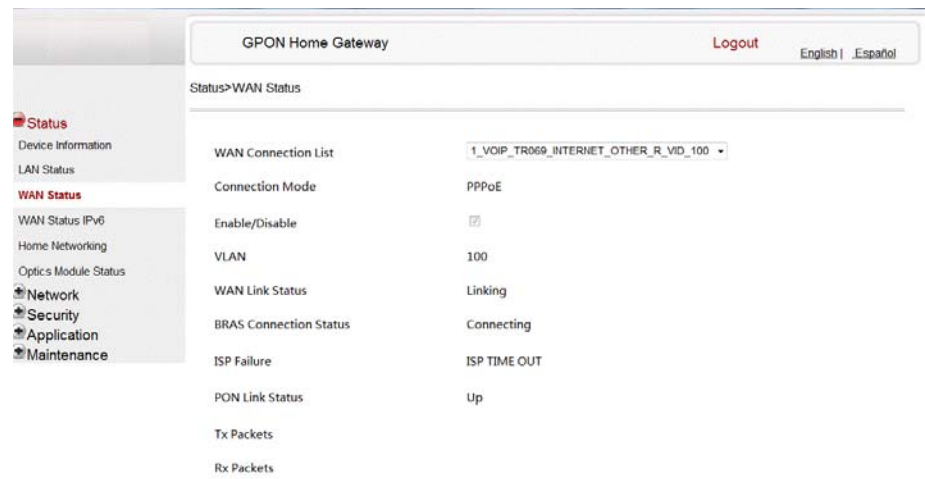 GPON Home Gateway
Logout
English | Español
Status>WAN Status
Status
Device Information
LAN Status
WAN Status
WAN Status IPv6
Home Networking
Optics Module Status
Network
Security
Application
Maintenance
WAN Connection List 1_VOIP_TR069_INTERNET_OTHER_R_VID_100
Connection Mode PPPoE
Enable/Disable
VLAN 100
WAN Link Status Linking
BRAS Connection Status Connecting
ISP Failure ISP TIME OUT
PON Link Status Up
Tx Packets
Rx Packets